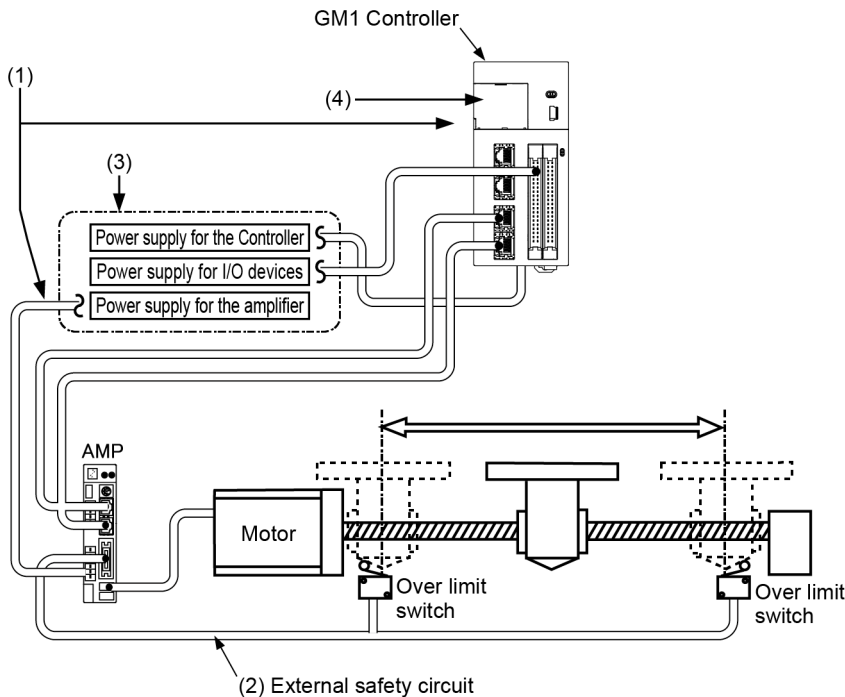 GM1 Controller
(1)
(4)
(3)
Power supply for the Controller
Power supply for I/O devices
Power supply for the amplifier
AMP
Motor
Over limit
switch
Over limit
switch
(2) External safety circuit